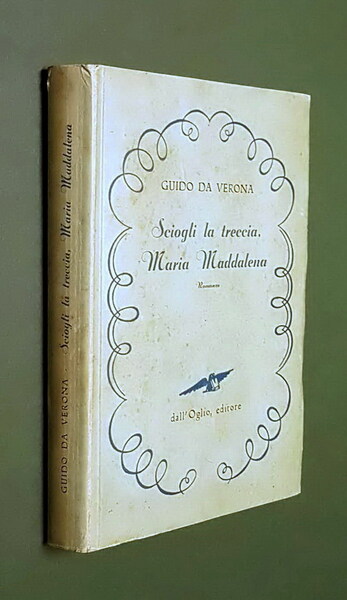 GUIDO DA VERONA
Sciogli la treccia,
Maria Maddalena
Romanzo
dall'Oglio, editore
GUIDO DA VERONA Sciogli la treccia, Maria Maddalena